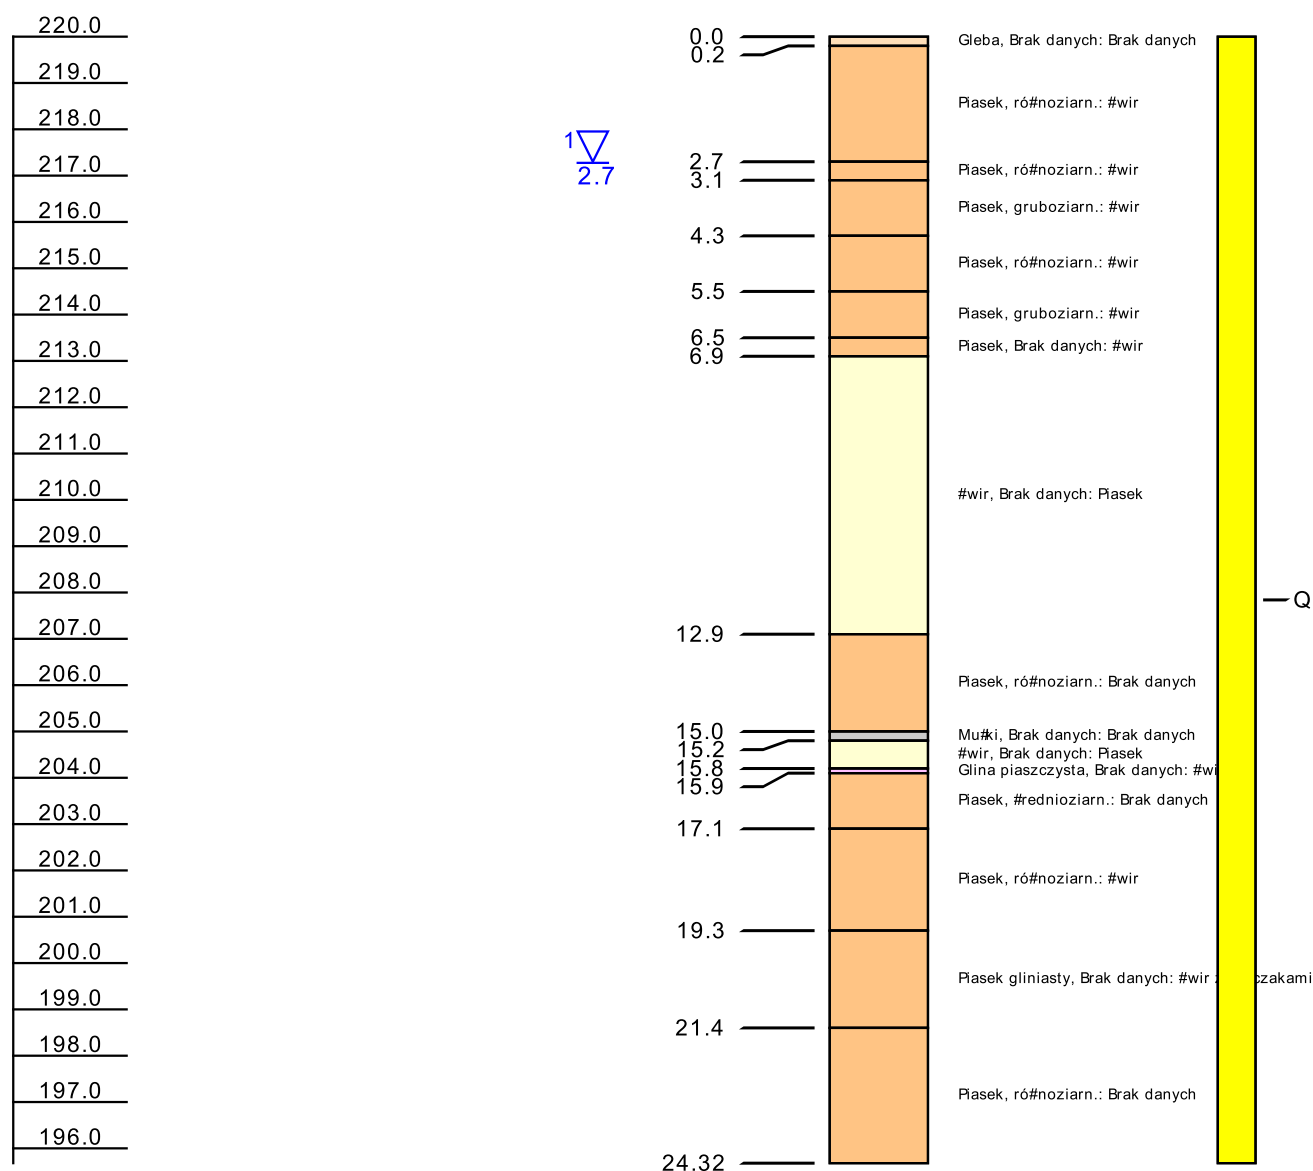 220.0
219.0
218.0
217.0
216.0
215.0
214.0
213.0
212.0
211.0
210.0
209.0
208.0
207.0
206.0
205.0
204.0
203.0
202.0
201.0
200.0
199.0
198.0
197.0
196.0
1
2.7
0.0
0.2
2.7
3.1
4.3
5.5
6.5
6.9
12.9
15.0
15.2
15.8
15.9
17.1
19.3
21.4
24.32
Gleba, Brak danych: Brak danych
Piasek, ró#noziarn.: #wir
Piasek, ró#noziarn.: #wir
Piasek, gruboziarn.: #wir
Piasek, ró#noziarn.: #wir
Piasek, gruboziarn.: #wir
Piasek, Brak danych: #wir
#wir, Brak danych: Piasek
Piasek, ró#noziarn.: Brak danych
Mu#ki, Brak danych: Brak danych
#wir, Brak danych: Piasek
Glina piaszczysta, Brak danych:
Piasek, #rednioziarn.: Brak danych
Piasek, ró#noziarn.: #wir
Piasek gliniasty, Brak danych: #wir
Piasek, ró#noziarn.: Brak danych
Q